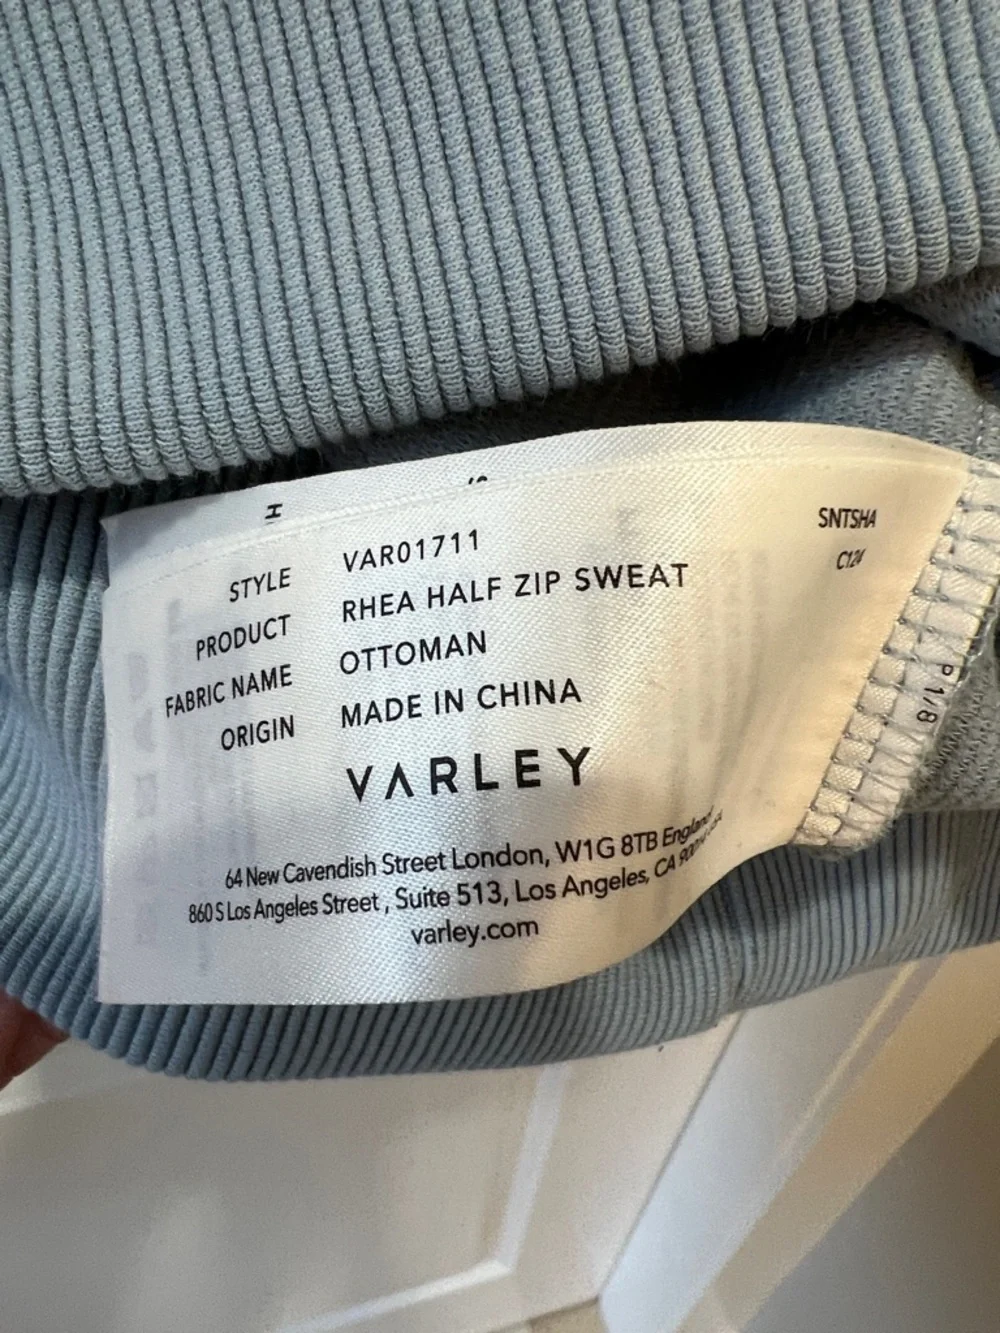 STYLE VAR01711
PRODUCT RHEA HALF ZIP SWEAT
FABRIC NAME OTTOMAN
ORIGIN MADE IN CHINA
SNTSHA
C124
P 1/8
VARLEY
64 New Cavendish Street London, W1G 8TB England
860 S Los Angeles Street , Suite 513, Los Angeles, CA
varley.com